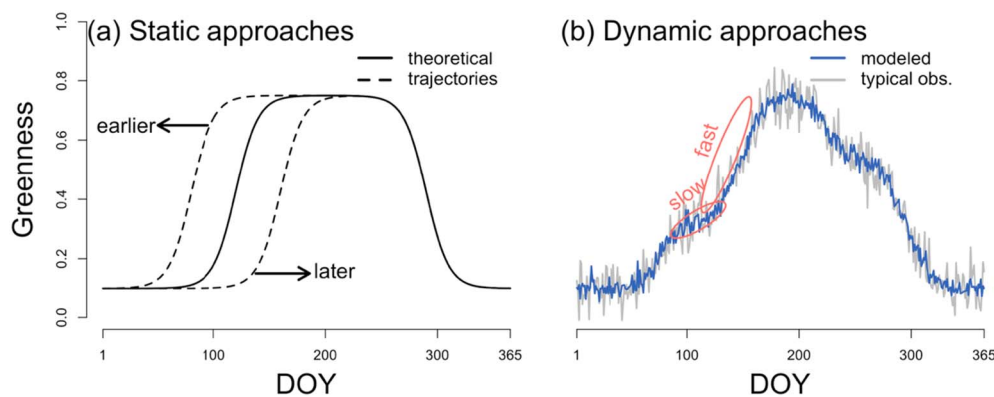 (a) Static approaches
theoretical
trajectories
earlier
later
Greenness
0.0
0.2
0.4
0.6
0.8
1.0
1
100
200
300
365
DOY
(b) Dynamic approaches
modeled
typical obs.
fast
slow
1
100
200
300
365
DOY